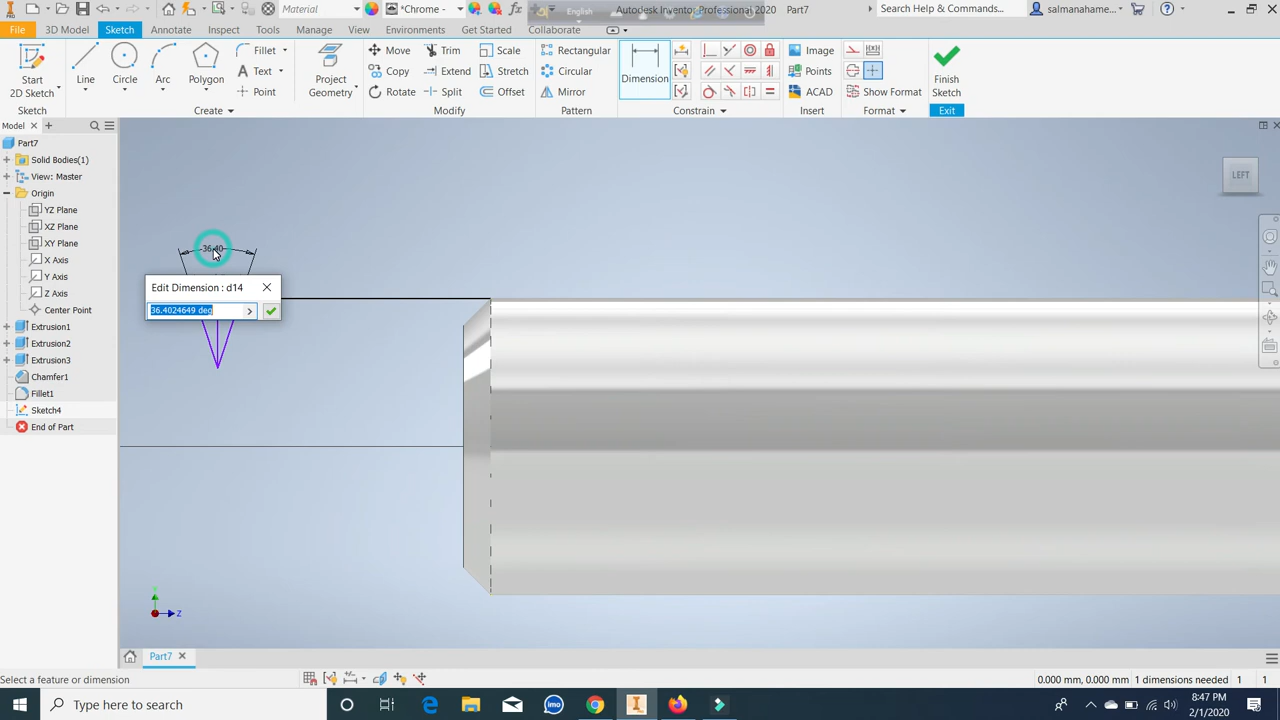 Material
*Chrome
English
Autodesk Inventor Professional 2020 Part7
Search Help & Commands...
salmanahame...
File
3D Model
Sketch
Annotate
Inspect
Tools
Manage
View
Environments
Get Started
Collaborate
Start
2D Sketch
Line
Circle
Arc
Polygon
Fillet
Text
Point
Project
Geometry
Move
Copy
Rotate
Trim
Extend
Split
Scale
Stretch
Offset
Rectangular
Circular
Mirror
Dimension
Image
Points
ACAD
Show Format
Finish
Sketch
Sketch
Create
Modify
Pattern
Constrain
Insert
Format
Exit
Model
Part7
Solid Bodies(1)
View: Master
Origin
YZ Plane
XZ Plane
XY Plane
X Axis
Y Axis
Z Axis
Center Point
Extrusion1
Extrusion2
Extrusion3
Chamfer1
Fillet1
Sketch4
End of Part
LEFT
36.40
Edit Dimension : d14
36.4024649 deg
Z
Part7
Select a feature or dimension
0.000 mm, 0.000 mm
1 dimensions needed
1
1
Type here to search
imo
8:47 PM
2/1/2020